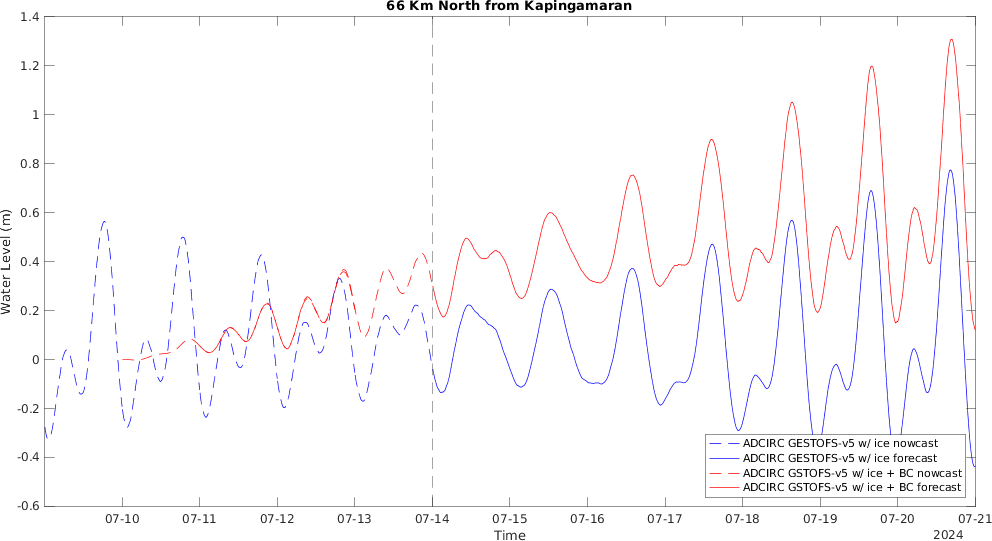 66 Km North from Kapingamaran
1.4
1.2
1
0.8
0.6
0.4
0.2
0
-0.2
-0.4
-0.6
Water Level (m)
ADCIRC GESTOFS-v5 w/ ice nowcast
ADCIRC GESTOFS-v5 w/ ice forecast
ADCIRC GSTOFS-v5 w/ ice + BC nowcast
ADCIRC GSTOFS-v5 w/ ice + BC forecast
07-10 07-11 07-12 07-13 07-14 07-15 07-16 07-17 07-18 07-19 07-20 07-21
Time
2024